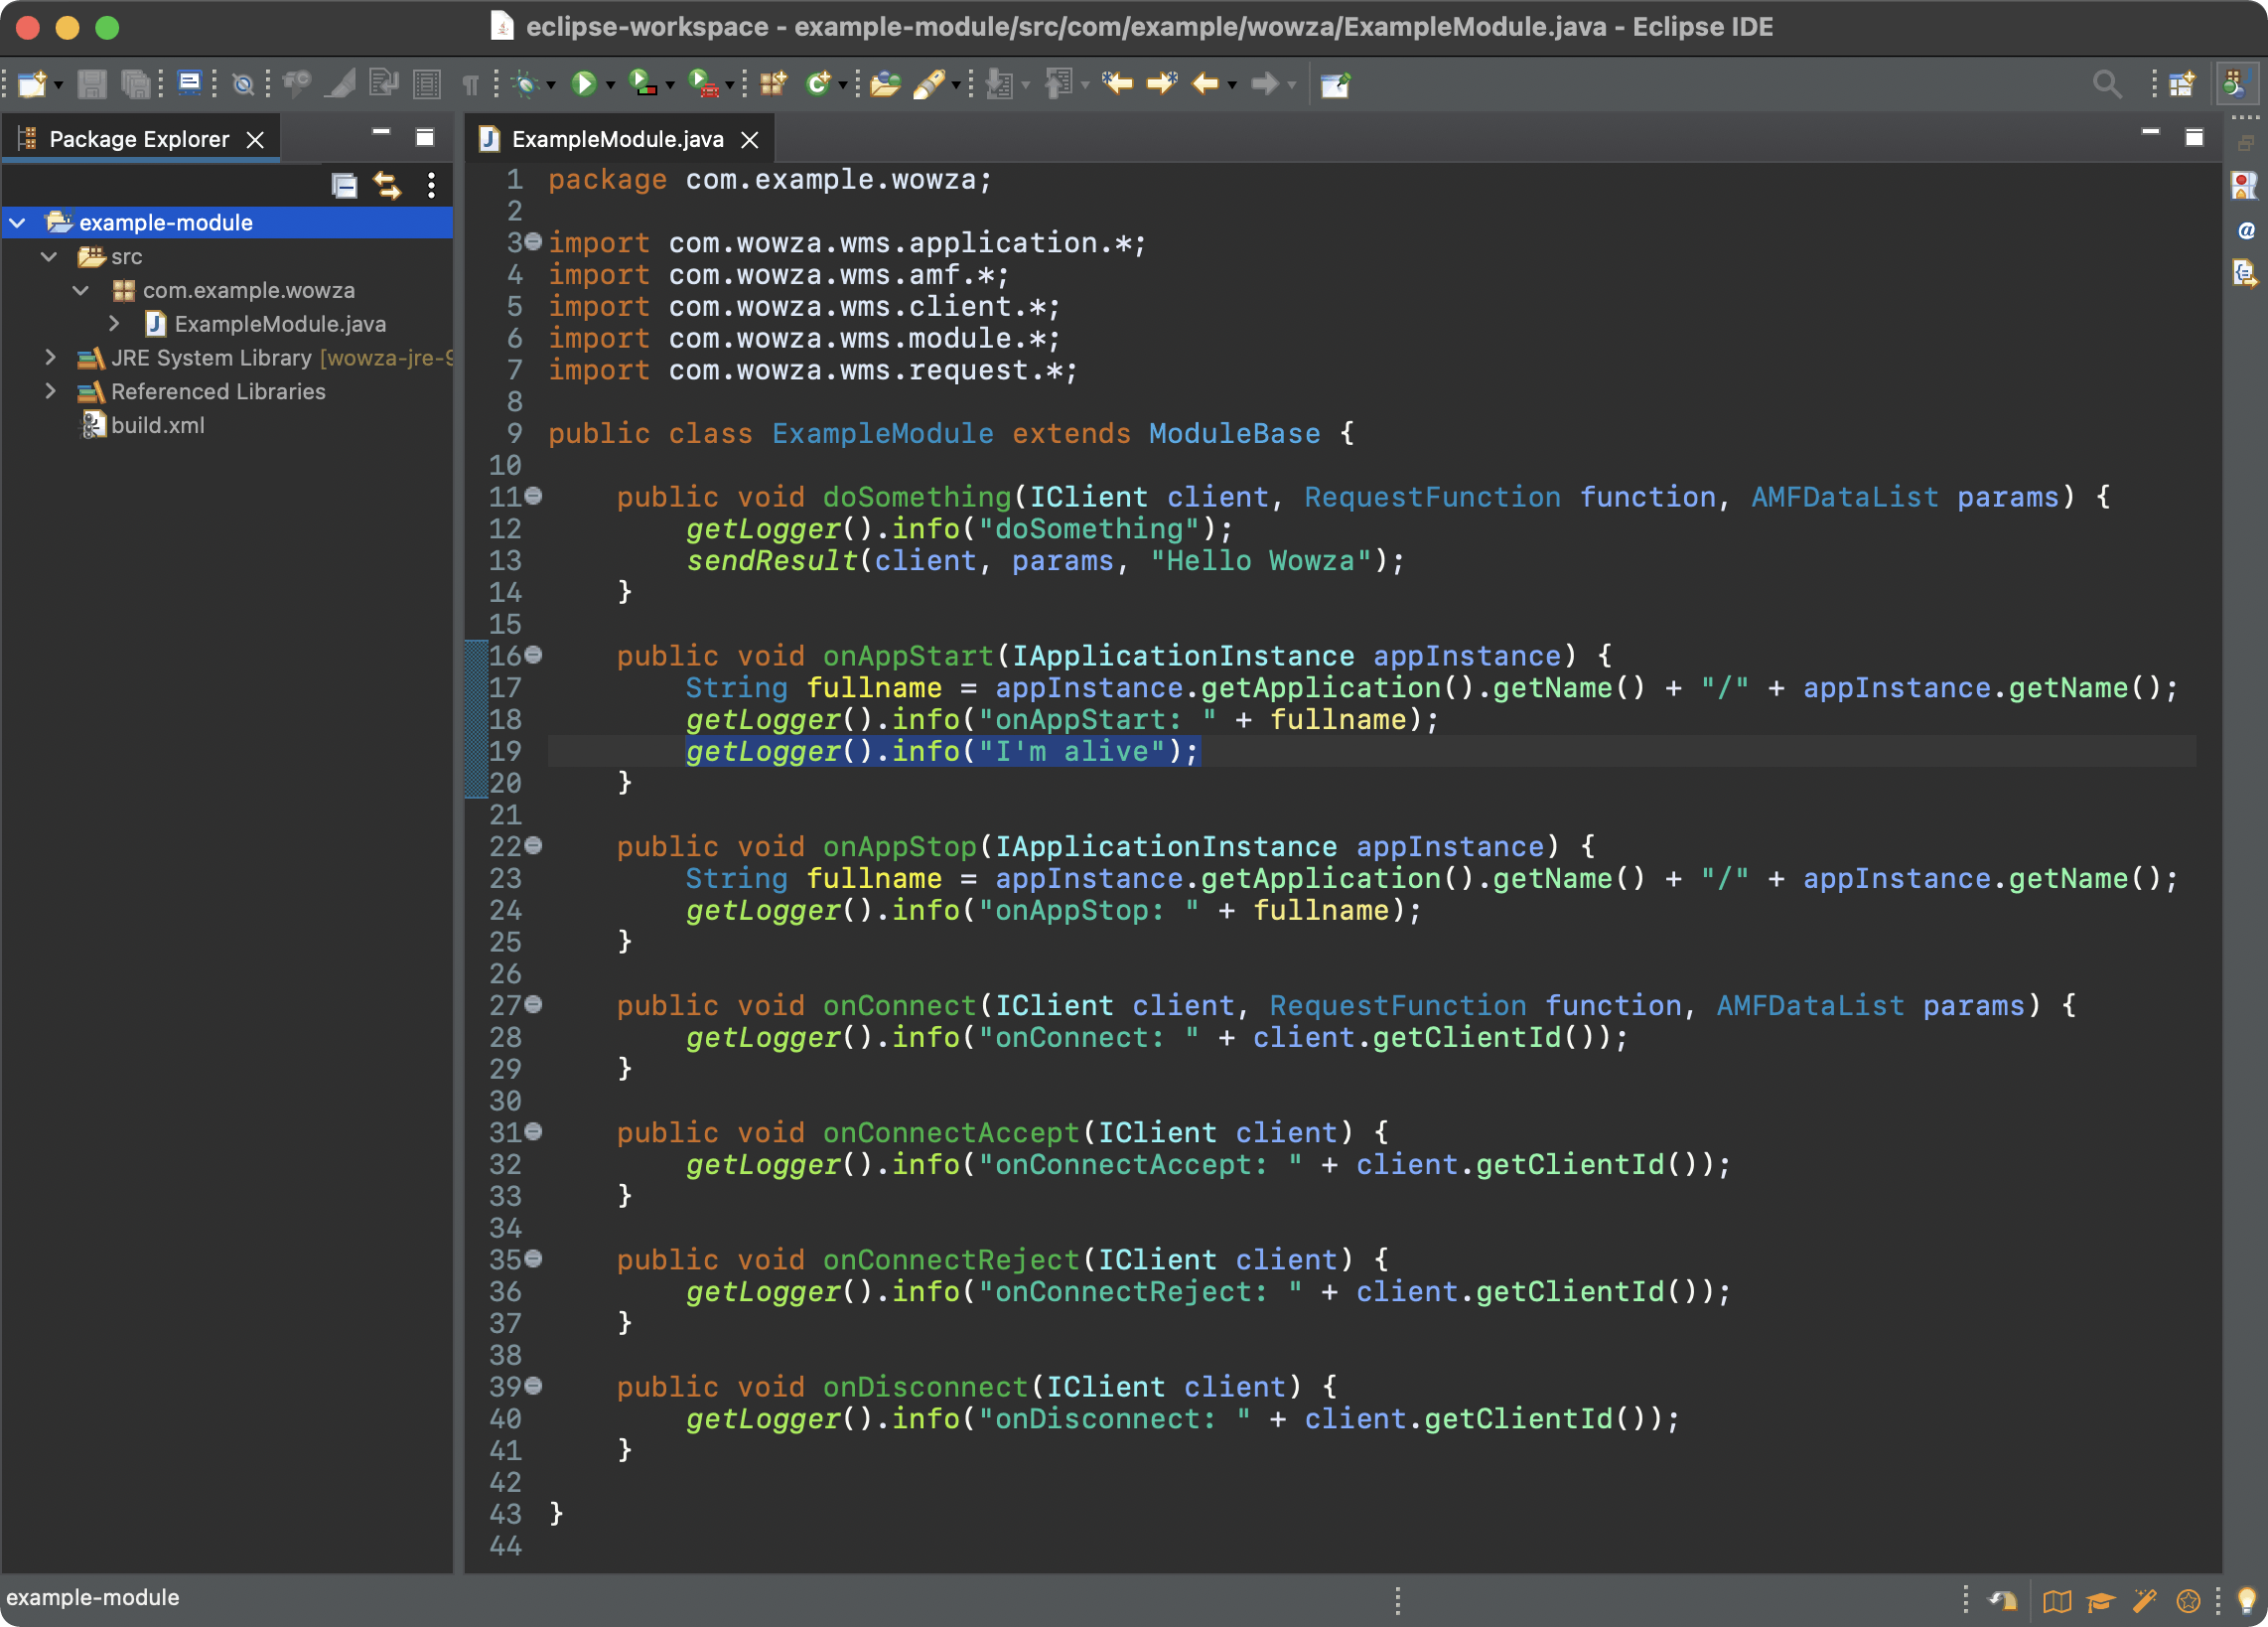 eclipse-workspace - example-module/src/com/example/wowza/ExampleModule.java - Eclipse IDE
Package Explorer
example-module
src
com.example.wowza
ExampleModule.java
JRE System Library [wowza-jre-9
Referenced Libraries
build.xml
ExampleModule.java
1 package com.example.wowza;
2
3 import com.wowza.wms.application.*;
4 import com.wowza.wms.amf.*;
5 import com.wowza.wms.client.*;
6 import com.wowza.wms.module.*;
7 import com.wowza.wms.request.*;
8
9 public class ExampleModule extends ModuleBase {
10
11     public void doSomething(IClient client, RequestFunction function, AMFDataList params) {
12         getLogger().info("doSomething");
13         sendResult(client, params, "Hello Wowza");
14     }
15
16     public void onAppStart(IApplicationInstance appInstance) {
17         String fullname = appInstance.getApplication().getName() + "/" + appInstance.getName();
18         getLogger().info("onAppStart: " + fullname);
19         getLogger().info("I'm alive");
20     }
21
22     public void onAppStop(IApplicationInstance appInstance) {
23         String fullname = appInstance.getApplication().getName() + "/" + appInstance.getName();
24         getLogger().info("onAppStop: " + fullname);
25     }
26
27     public void onConnect(IClient client, RequestFunction function, AMFDataList params) {
28         getLogger().info("onConnect: " + client.getClientId());
29     }
30
31     public void onConnectAccept(IClient client) {
32         getLogger().info("onConnectAccept: " + client.getClientId());
33     }
34
35     public void onConnectReject(IClient client) {
36         getLogger().info("onConnectReject: " + client.getClientId());
37     }
38
39     public void onDisconnect(IClient client) {
40         getLogger().info("onDisconnect: " + client.getClientId());
41     }
42
43 }
44
example-module